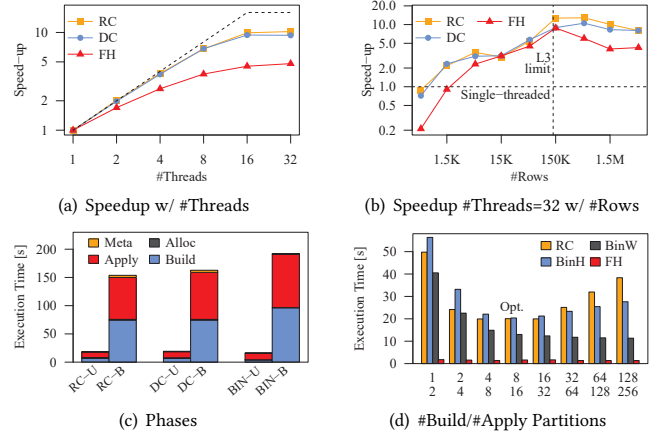 RC
DC
FH
Speed−up
10
5
2
1
1 2 4 8 16 32
#Threads
(a) Speedup w/ #Threads
RC FH
DC
Speed−up
20.0
10.0
5.0
2.0
1.0
0.5
0.2
L3
limit
Single−threaded
1.5K 15K 150K 1.5M
#Rows
(b) Speedup #Threads=32 w/ #Rows
Meta Alloc
Apply Build
Execution Time [s]
200
150
100
50
0
RC−U RC−B DC−U DC−B BIN−U BIN−B
(c) Phases
RC BinW
BinH FH
Execution Time [s]
50
40
30
20
10
0
Opt.
1 2 4 8 16 32 64 128
2 4 8 16 32 64 128 256
(d) #Build/#Apply Partitions